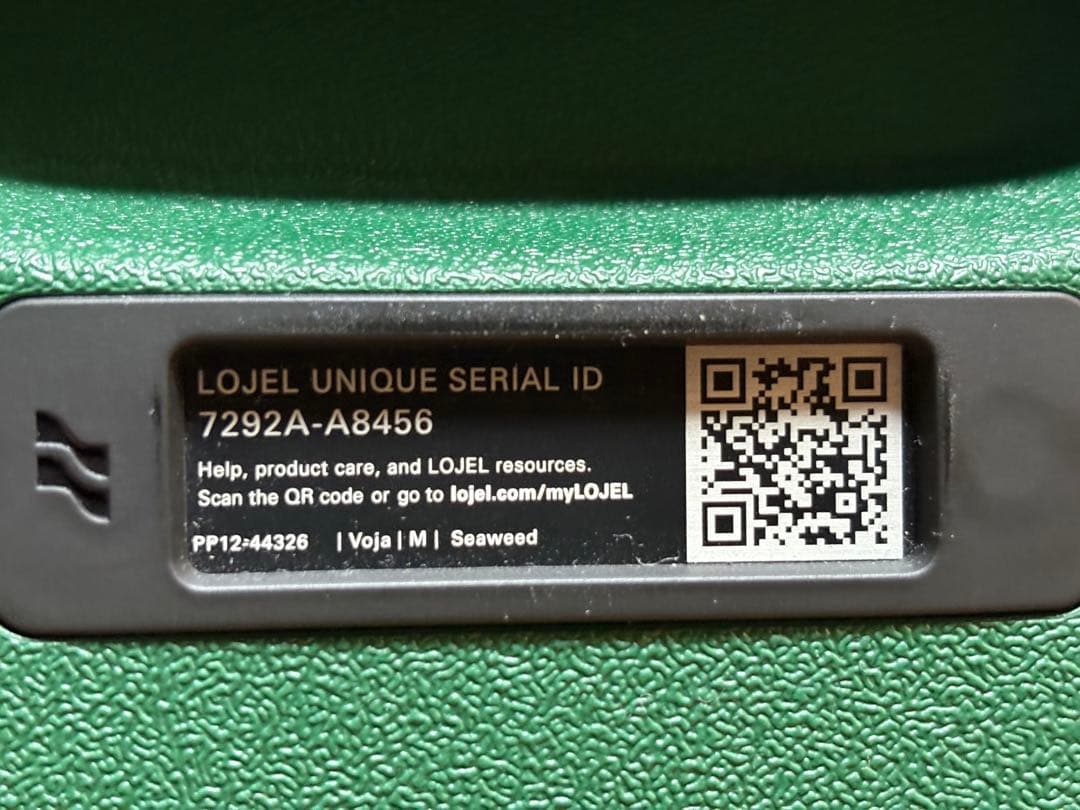 LOJEL UNIQUE SERIAL ID
7292A-A8456
Help, product care, and LOJEL resources.
Scan the QR code or go to lojel.com/myLOJEL
PP12-44326 | Voja | M | Seaweed